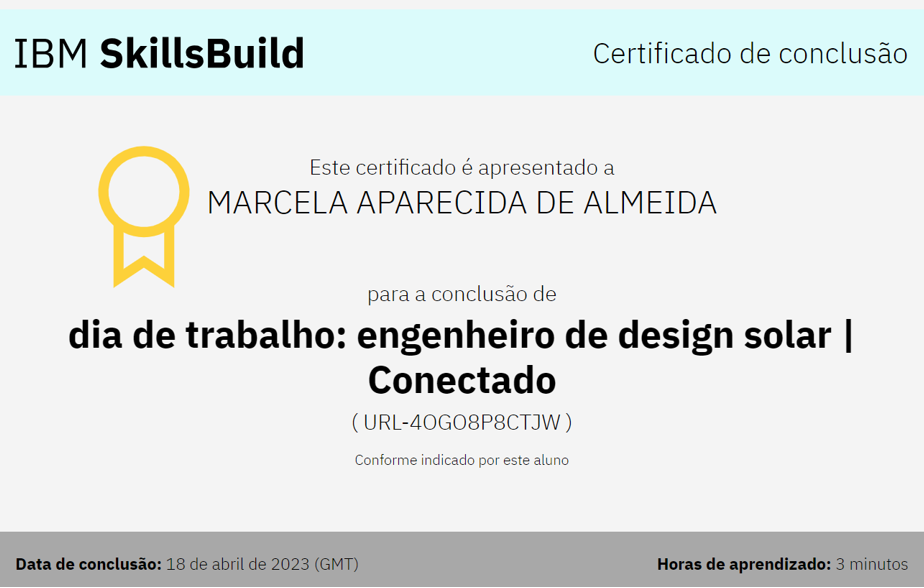 IBM SkillsBuild
Certificado de conclusão
Este certificado é apresentado a
MARCELA APARECIDA DE ALMEIDA
para a conclusão de
dia de trabalho: engenheiro de design solar |
Conectado
( URL-4OGO8P8CTJW )
Conforme indicado por este aluno
Data de conclusão: 18 de abril de 2023 (GMT)
Horas de aprendizado: 3 minutos